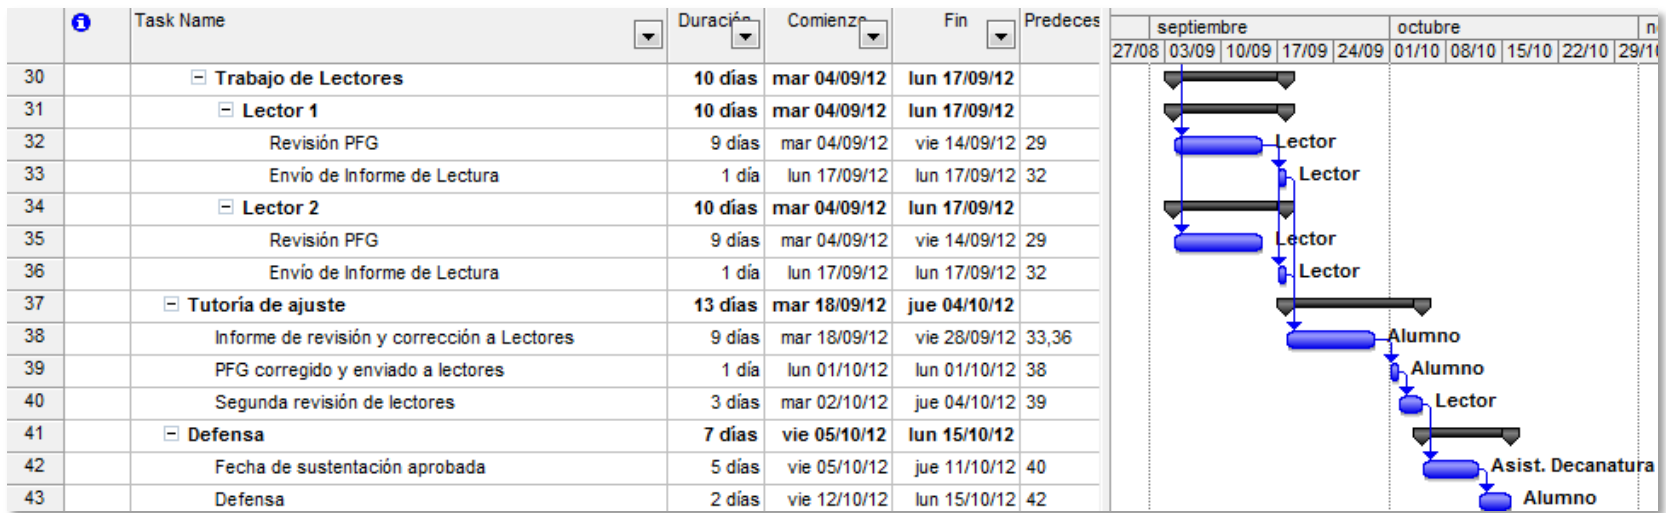 Task Name Duración Comienzo Fin Predeces septiembre octubre
27/08 03/09 10/09 17/09 24/09 01/10 08/10 15/10 22/10
30 Trabajo de Lectores 10 días mar 04/09/12 lun 17/09/12
31 Lector 1 10 días mar 04/09/12 lun 17/09/12
32 Revisión PFG 9 días mar 04/09/12 vie 14/09/12 29 Lector
33 Envío de Informe de Lectura 1 día lun 17/09/12 lun 17/09/12 32 Lector
34 Lector 2 10 días mar 04/09/12 lun 17/09/12
35 Revisión PFG 9 días mar 04/09/12 vie 14/09/12 29 Lector
36 Envío de Informe de Lectura 1 día lun 17/09/12 lun 17/09/12 32 Lector
37 Tutoría de ajuste 13 días mar 18/09/12 jue 04/10/12
38 Informe de revisión y corrección a Lectores 9 días mar 18/09/12 vie 28/09/12 33,36 Alumno
39 PFG corregido y enviado a lectores 1 día lun 01/10/12 lun 01/10/12 38 Alumno
40 Segunda revisión de lectores 3 días mar 02/10/12 jue 04/10/12 39 Lector
41 Defensa 7 días vie 05/10/12 lun 15/10/12
42 Fecha de sustentación aprobada 5 días vie 05/10/12 jue 11/10/12 40 Asist. Decanatura
43 Defensa 2 días vie 12/10/12 lun 15/10/12 42 Alumno